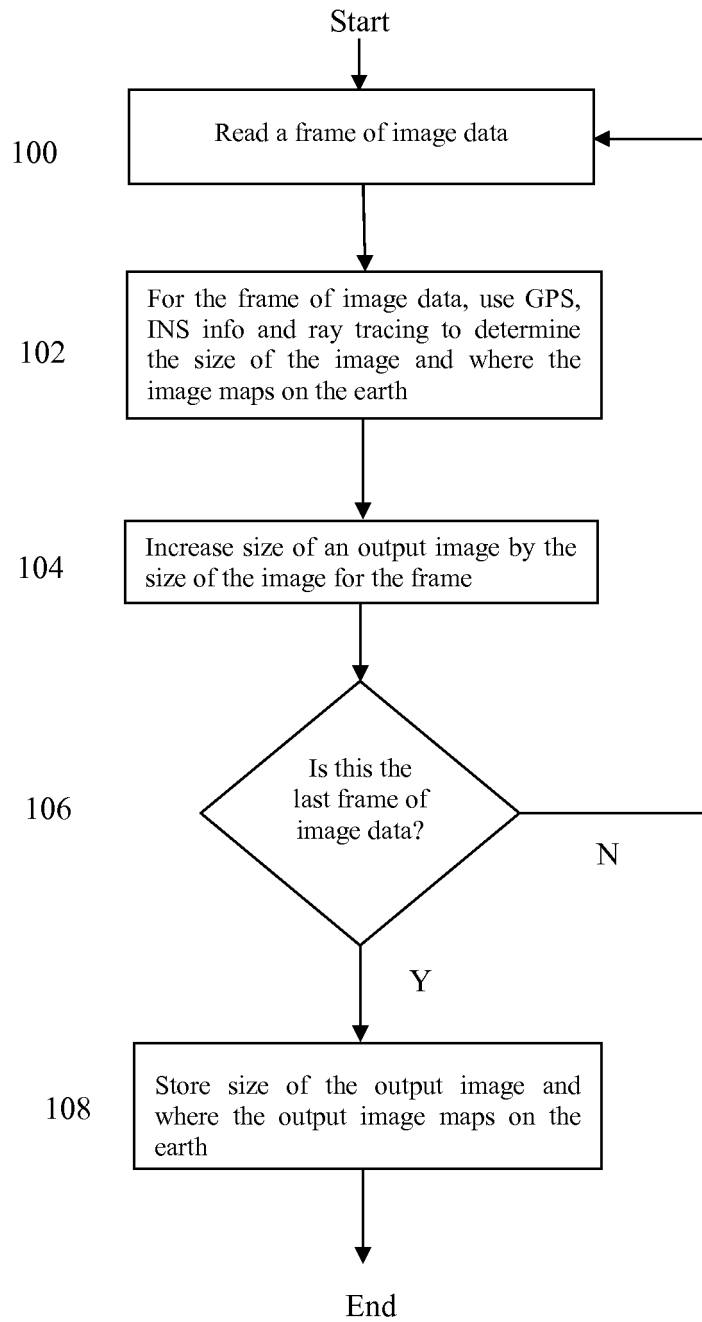 Start
100
Read a frame of image data
102
For the frame of image data, use GPS,
INS info and ray tracing to determine
the size of the image and where the
image maps on the earth
104
Increase size of an output image by the
size of the image for the frame
106
Is this the
last frame of
image data?
N
Y
108
Store size of the output image and
where the output image maps on the
earth
End